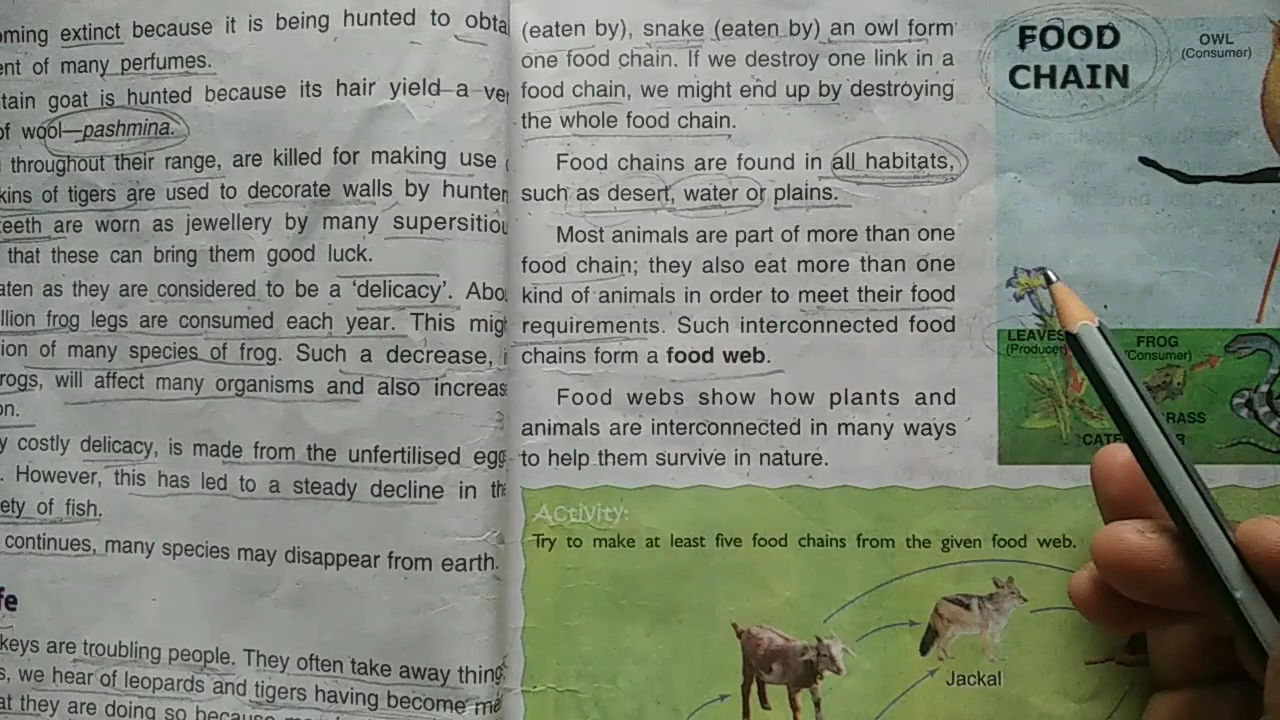 oming extinct because it is being hunted to obta
ent of many perfumes.
tain goat is hunted because its hair yield a ve
of wool—pashmina.
throughout their range, are killed for making use
kins of tigers are used to decorate walls by hunter
eeth are worn as jewellery by many supersitiou
that these can bring them good luck.
aten as they are considered to be a 'delicacy'. Abo
llion frog legs are consumed each year. This mig
ion of many species of frog. Such a decrease, i
rogs, will affect many organisms and also increas
on.
y costly delicacy, is made from the unfertilised egg
. However, this has led to a steady decline in th
ety of fish.
continues, many species may disappear from earth.
fe
keys are troubling people. They often take away thing
s, we hear of leopards and tigers having become me
at they are doing so because
(eaten by), snake (eaten by) an owl form
one food chain. If we destroy one link in a
food chain, we might end up by destroying
the whole food chain.
Food chains are found in all habitats,
such as desert, water or plains.
Most animals are part of more than one
food chain; they also eat more than one
kind of animals in order to meet their food
requirements. Such interconnected food
chains form a food web.
Food webs show how plants and
animals are interconnected in many ways
to help them survive in nature.
Activity:
Try to make at least five food chains from the given food web.
Jackal
FOOD
CHAIN
OWL
(Consumer)
LEAVES
(Producer
FROG
(Consumer)
RASS
CATE R